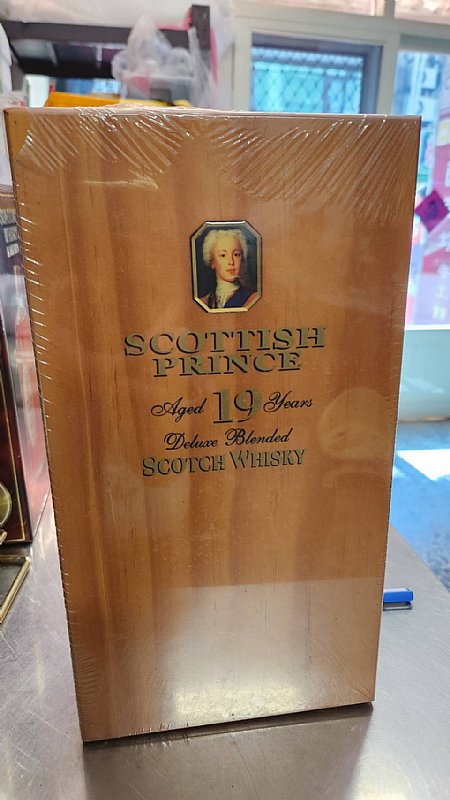 SCOTTISH
PRINCE
Aged 19 Years
Deluxe Blended
SCOTCH WHISKY